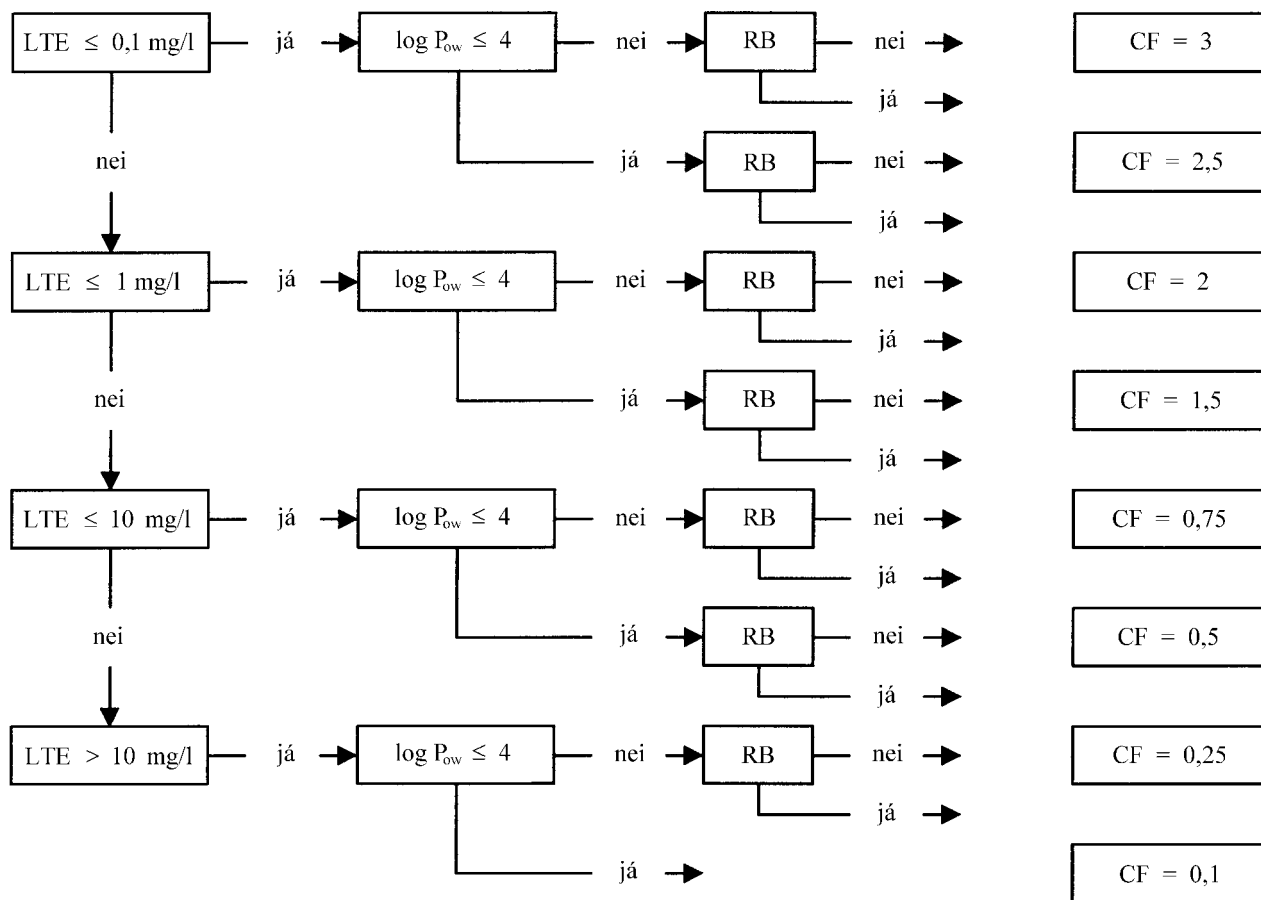 LTE ≤ 0,1 mg/l já log Pow ≤ 4 nei RB nei CF = 3
já
nei já RB nei CF = 2,5
já
LTE ≤ 1 mg/l já log Pow ≤ 4 nei RB nei CF = 2
já
nei já RB nei CF = 1,5
já
LTE ≤ 10 mg/l já log Pow ≤ 4 nei RB nei CF = 0,75
já
nei já RB nei CF = 0,5
já
LTE > 10 mg/l já log Pow ≤ 4 nei RB nei CF = 0,25
já
já CF = 0,1